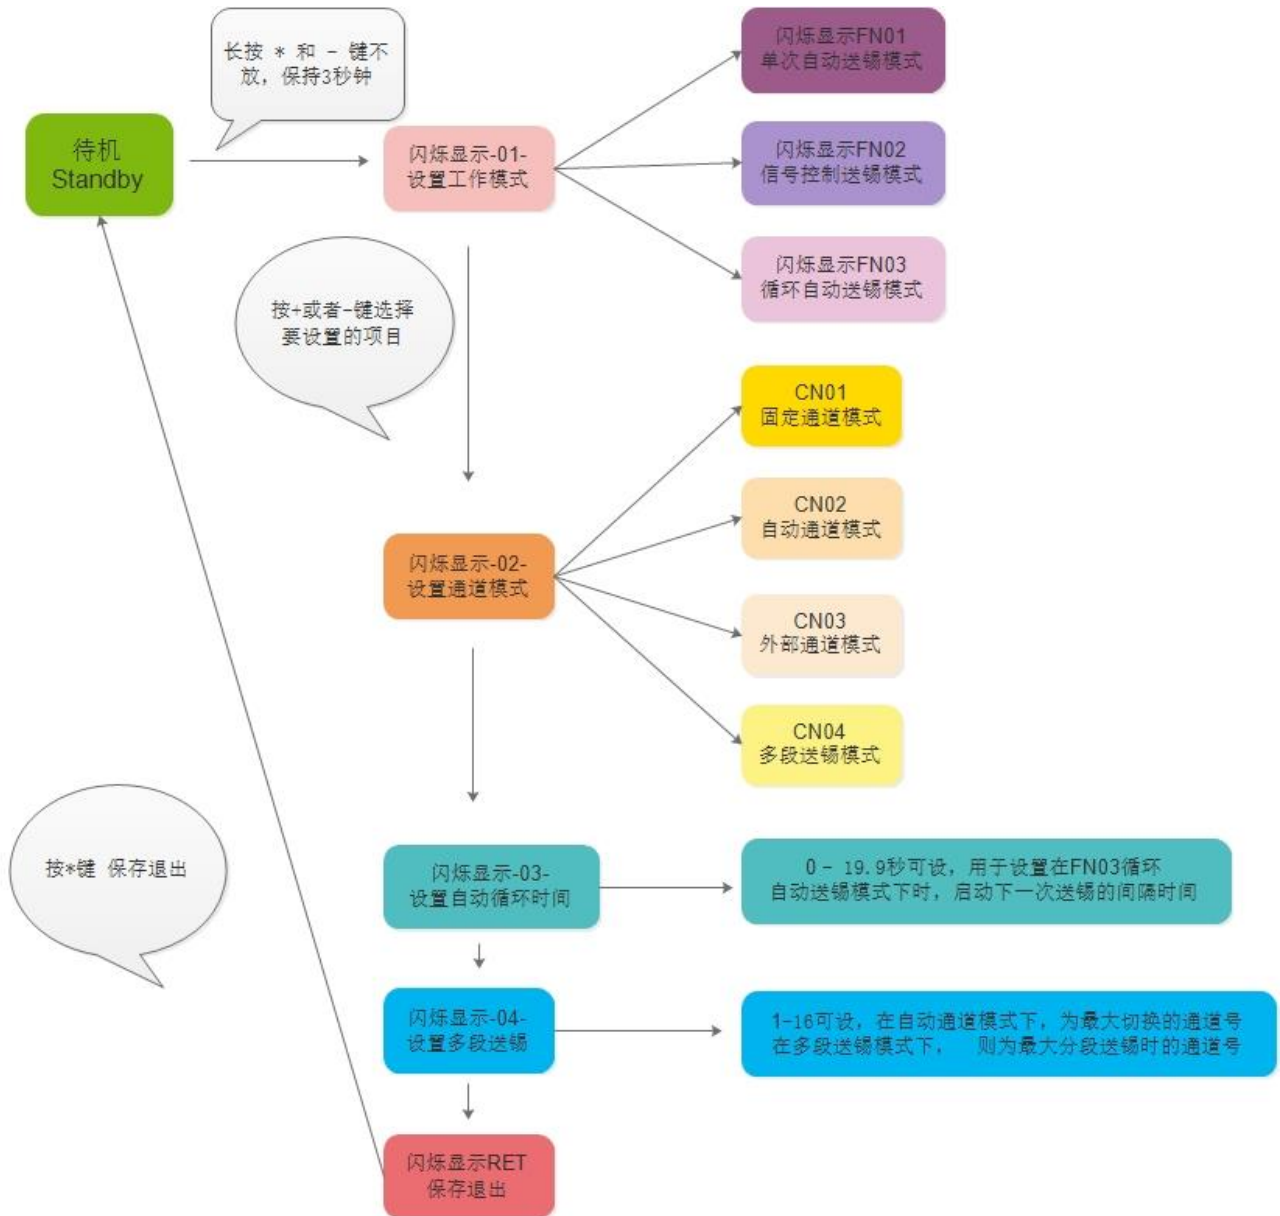 长按 * 和 - 键不
放，保持3秒钟
待机
Standby
闪烁显示-01-
设置工作模式
闪烁显示FN01
单次自动送锡模式
闪烁显示FN02
信号控制送锡模式
闪烁显示FN03
循环自动送锡模式
按+或者-键选择
要设置的项目
闪烁显示-02-
设置通道模式
CN01
固定通道模式
CN02
自动通道模式
CN03
外部通道模式
CN04
多段送锡模式
按*键 保存退出
闪烁显示-03-
设置自动循环时间
0 - 19.9秒可设，用于设置在FN03循环
自动送锡模式下时，启动下一次送锡的间隔时间
闪烁显示-04-
设置多段送锡
1-16可设，在自动通道模式下，为最大切换的通道号
在多段送锡模式下， 则为最大分段送锡时的通道号
闪烁显示RET
保存退出